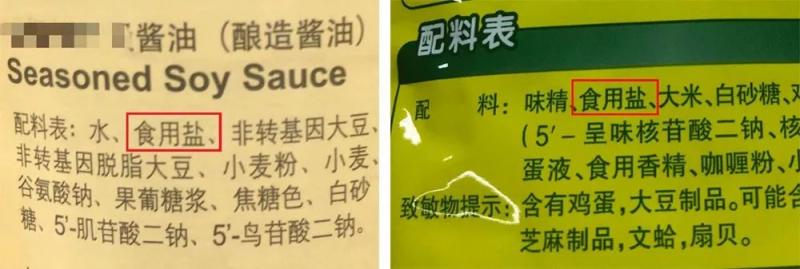 酱油（酿造酱油）
Seasoned Soy Sauce
配料表：水、食用盐、非转基因大豆、
非转基因脱脂大豆、小麦粉、小麦、
谷氨酸钠、果葡糖浆、焦糖色、白砂
糖、5'-肌苷酸二钠、5'-鸟苷酸二钠。
配料表
配 料：味精、食用盐、大米、白砂糖、
（5'-呈味核苷酸二钠、核
蛋液、食用香精、咖喱粉、小
致敏物提示：含有鸡蛋，大豆制品。可能含
芝麻制品，文蛤，扇贝。